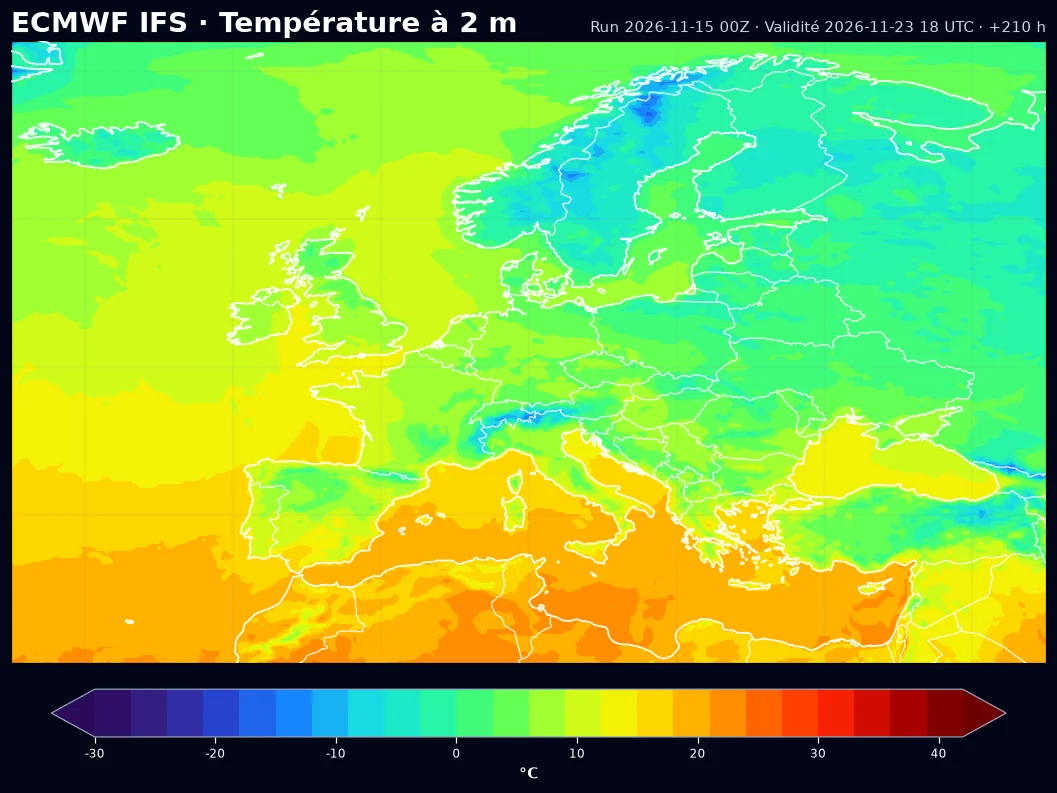 ECMWF IFS · Température à 2 m
Run 2026-11-15 00Z · Validité 2026-11-23 18 UTC · +210 h
-30 -20 -10 0 10 20 30 40
°C